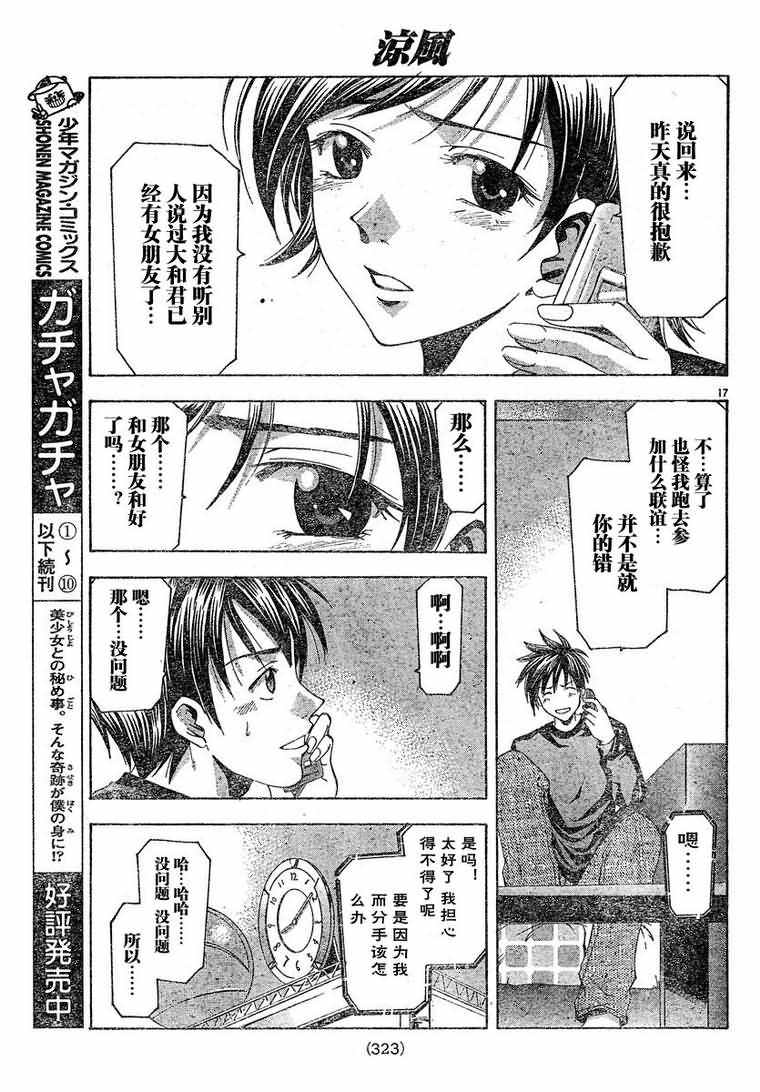 涼風
说回来…
昨天真的很抱歉
因为我没有听别
人说过大和君已
经有女朋友了…
17
不…算了
也怪我跑去参
加什么联谊…
并不是就
你的错
嗯……
那么……
那个…
和女朋友和好
了吗……?
啊…啊啊
嗯……
那个…没问题
是吗!
太好了 我担心
得不得了呢
要是因为我
而分手该怎
么办
哈…哈哈…
没问题 没问题
所以……
少年マガジン・コミックス
SHONEN MAGAZINE COMICS
ガチャガチャ
①~⑩
以下続刊
美少女との秘め事。そんな奇跡が僕の身に!?
好評発売中
(323)